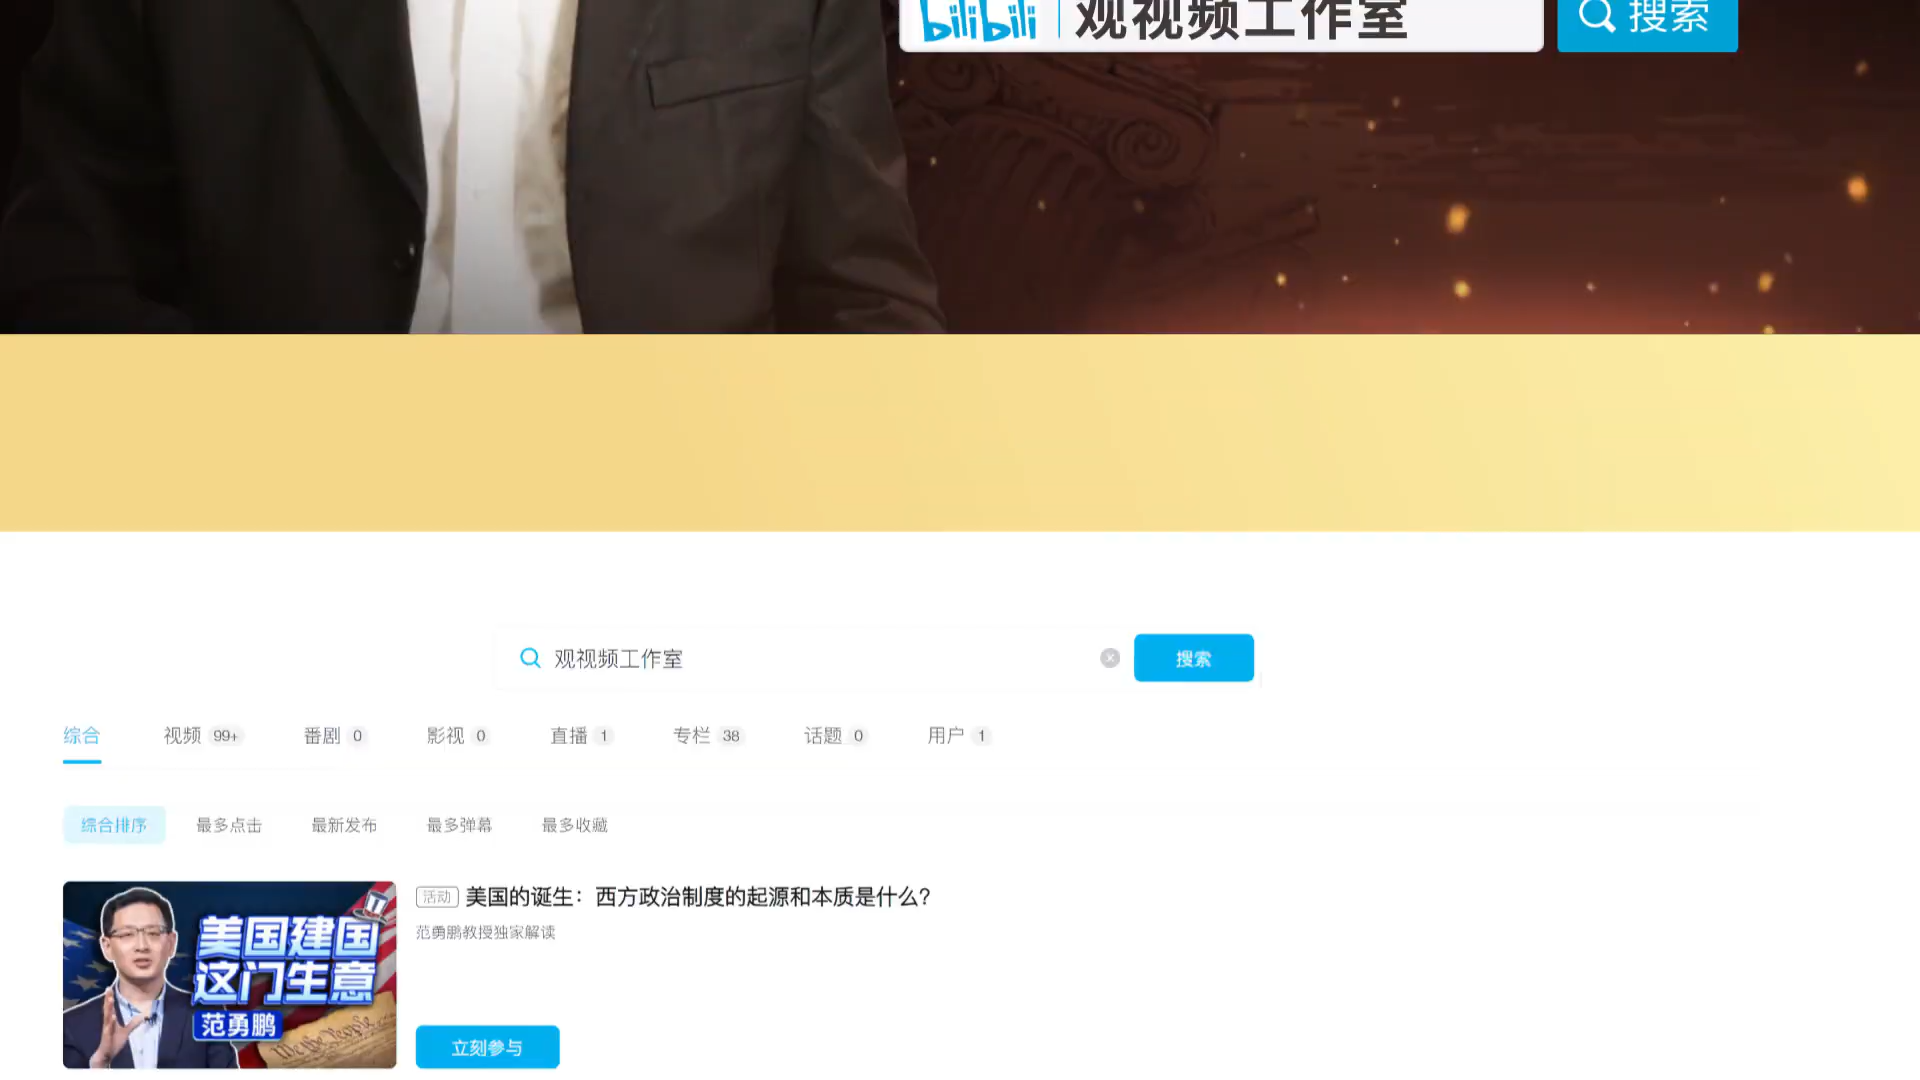 bilibili 观视频工作室 搜索
观视频工作室 搜索
综合 视频 99+ 番剧 0 影视 0 直播 1 专栏 38 话题 0 用户 1
综合排序 最多点击 最新发布 最多弹幕 最多收藏
活动 美国的诞生：西方政治制度的起源和本质是什么？
范勇鹏教授独家解读
美国建国
这门生意
范勇鹏
We the People
立刻参与